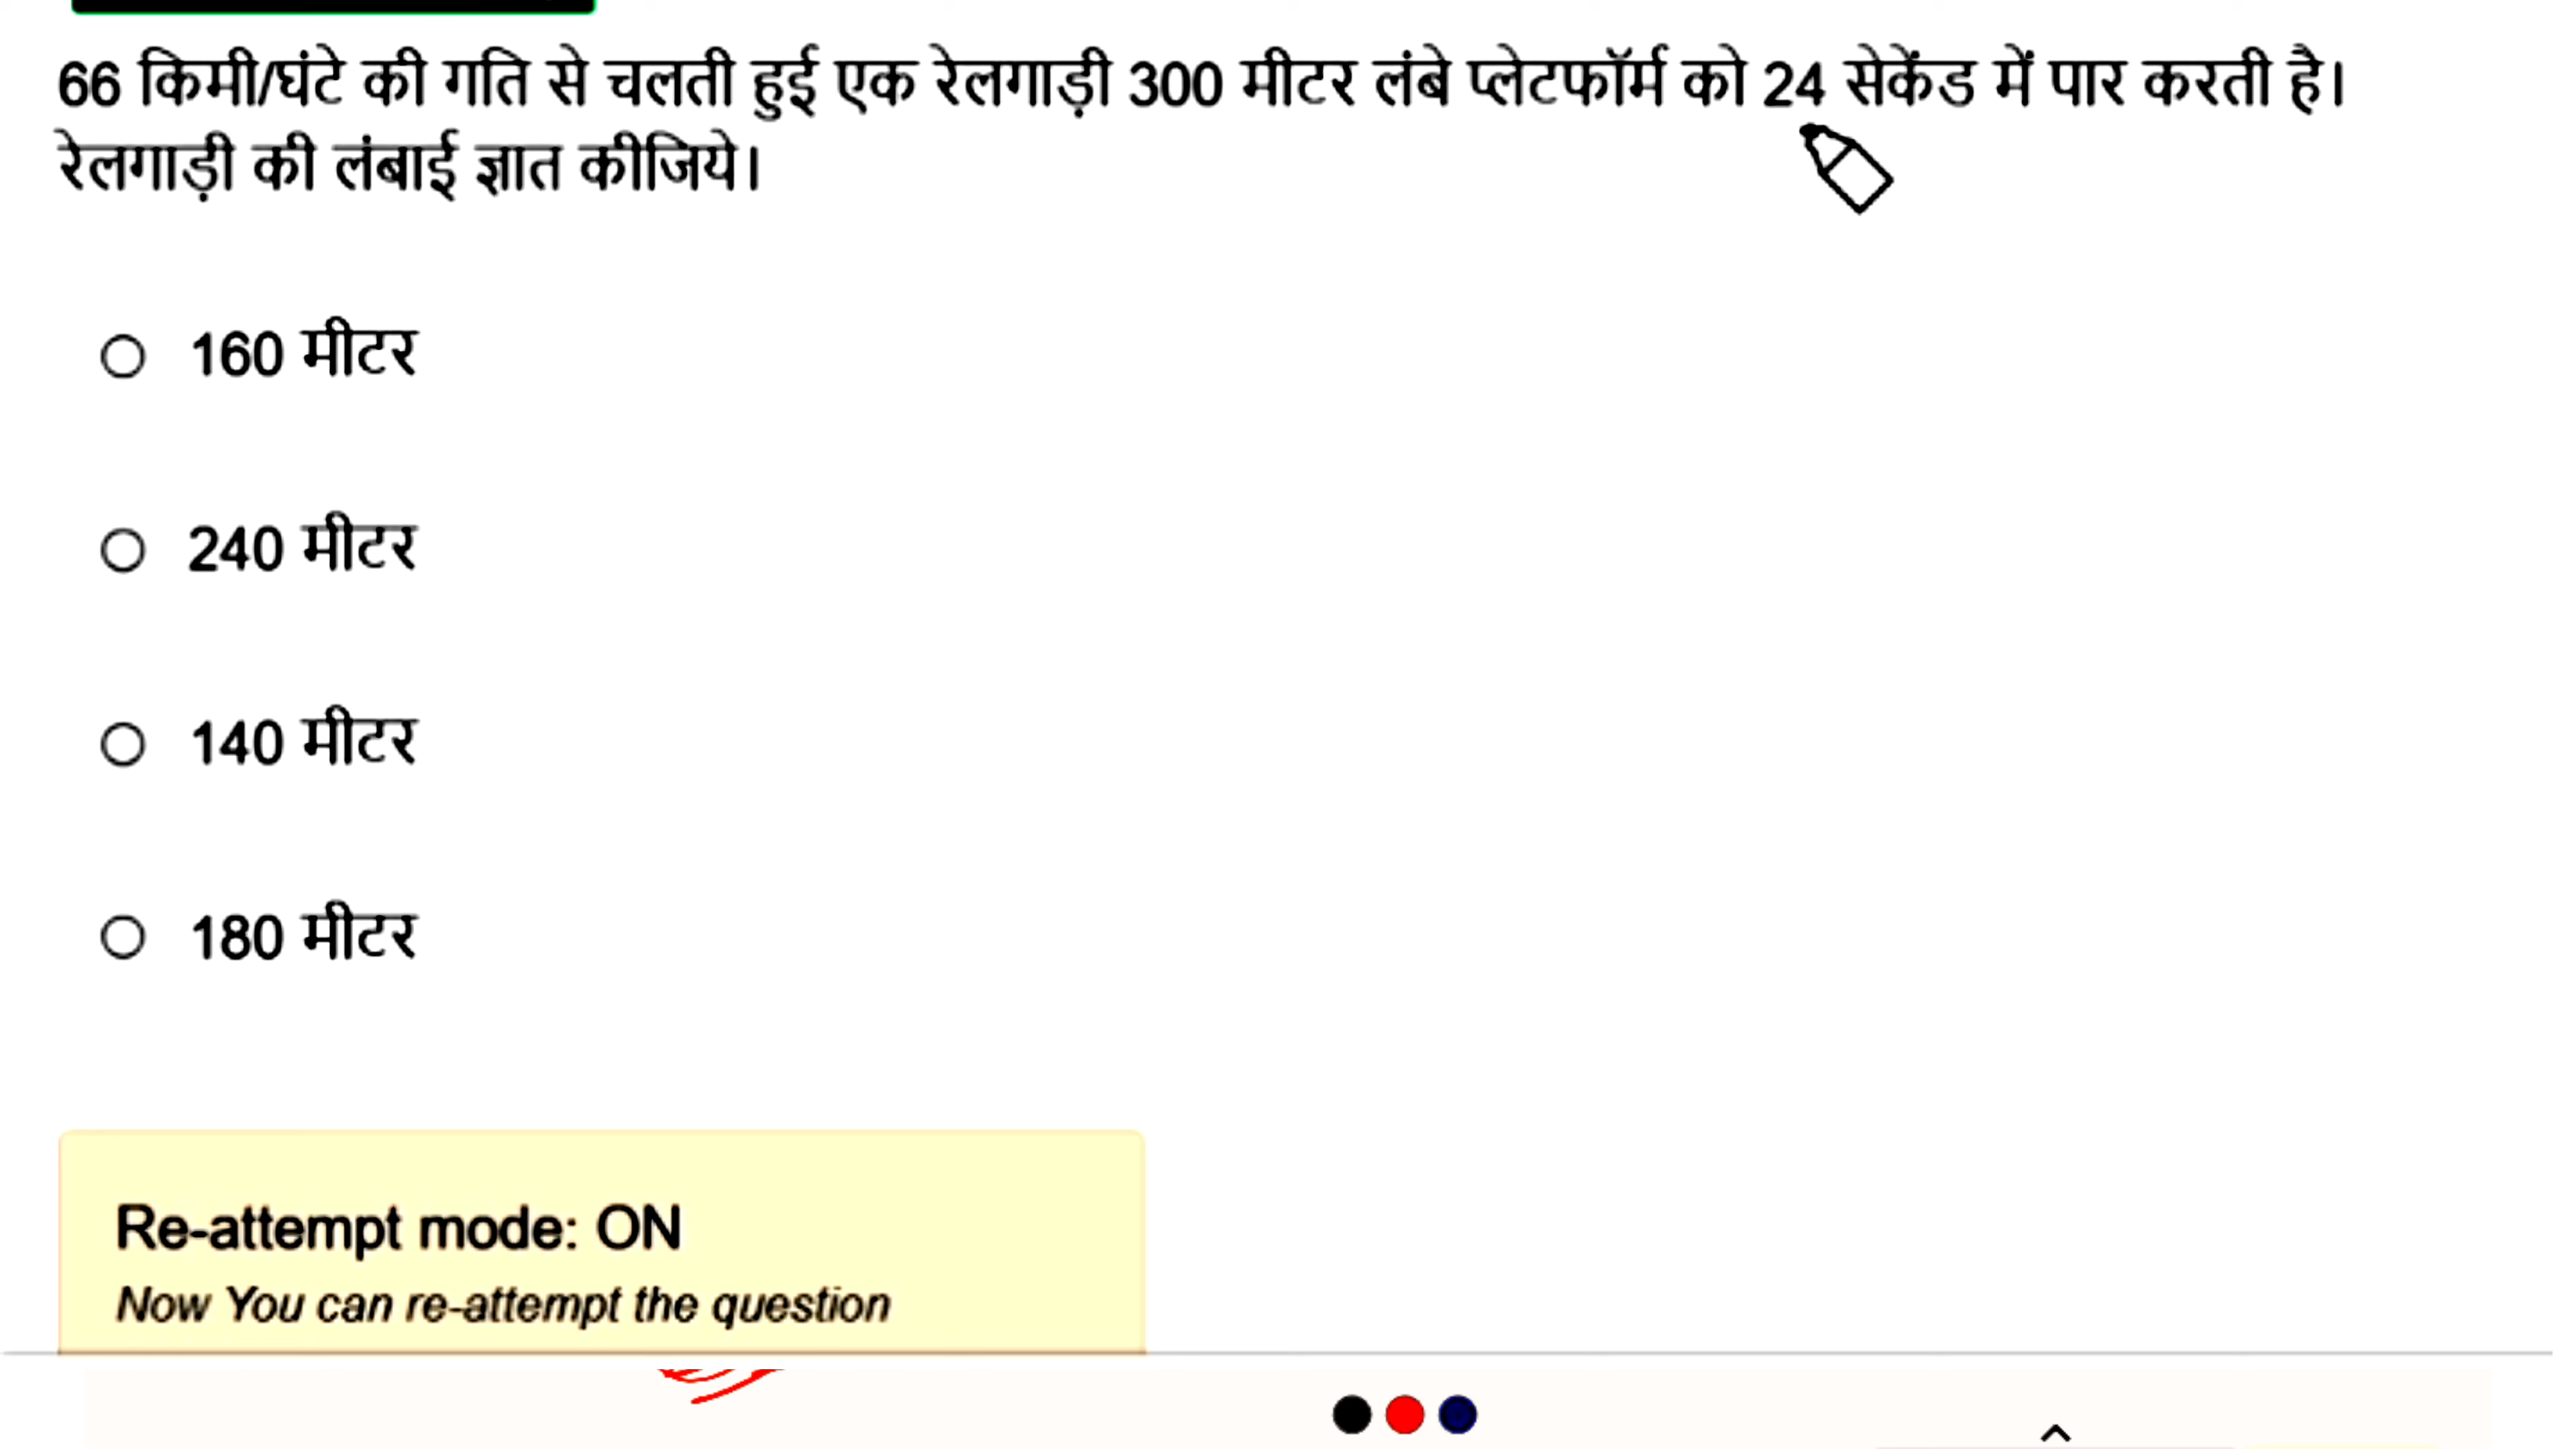 66 किमी/घंटे की गति से चलती हुई एक रेलगाड़ी 300 मीटर लंबे प्लेटफॉर्म को 24 सेकेंड में पार करती है।
रेलगाड़ी की लंबाई ज्ञात कीजिये।
160 मीटर
240 मीटर
140 मीटर
180 मीटर
Re-attempt mode: ON
Now You can re-attempt the question